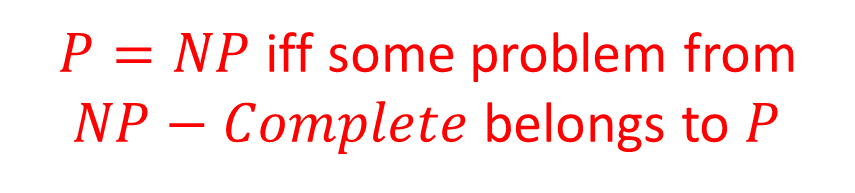 P = NP iff some problem from
NP − Complete belongs to P